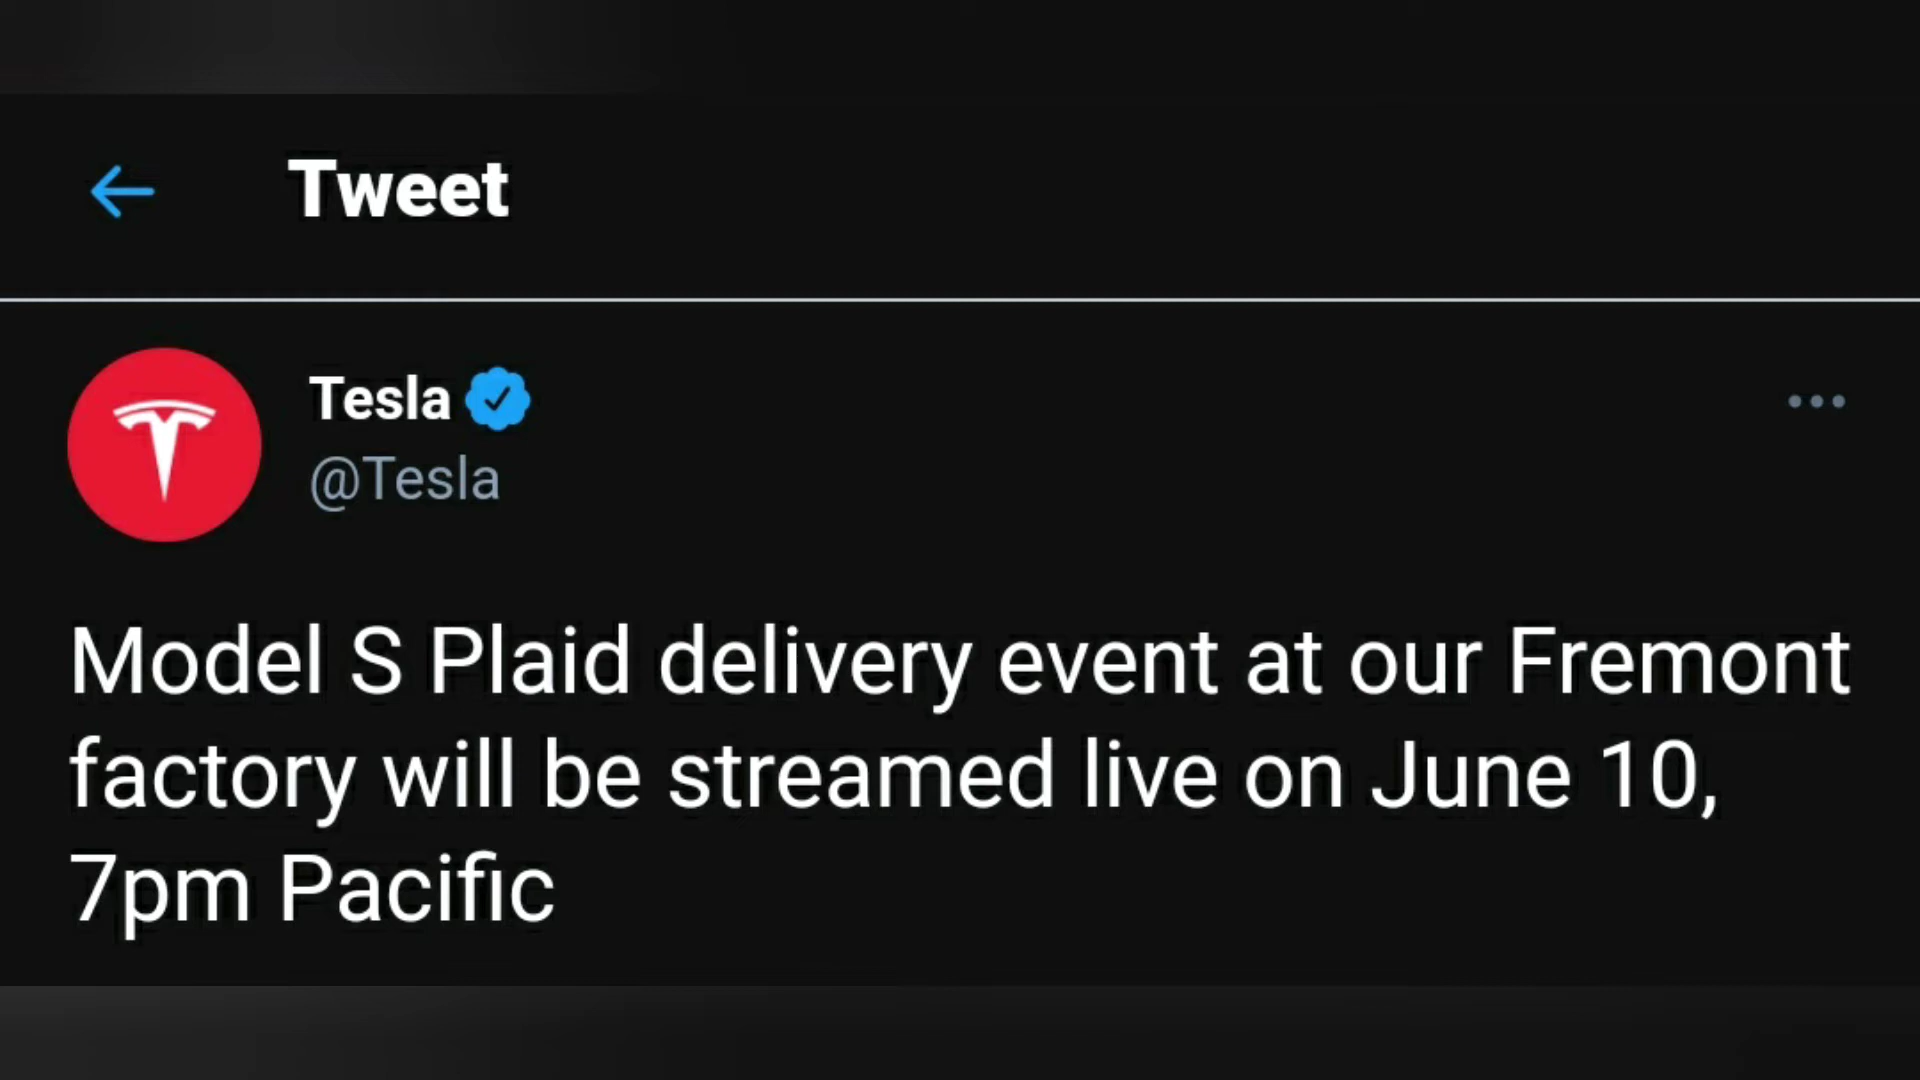 Tweet
Tesla
@Tesla
Model S Plaid delivery event at our Fremont
factory will be streamed live on June 10,
7pm Pacific